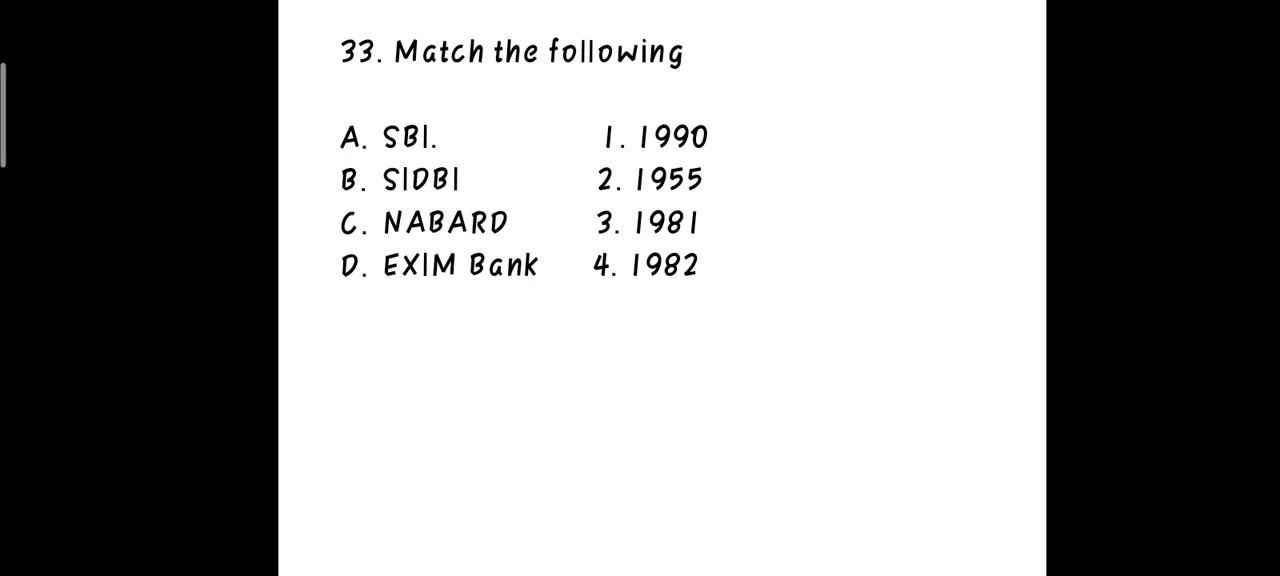 33. Match the following
A. SBI. 1. 1990
B. SIDBI 2. 1955
C. NABARD 3. 1981
D. EXIM Bank 4. 1982